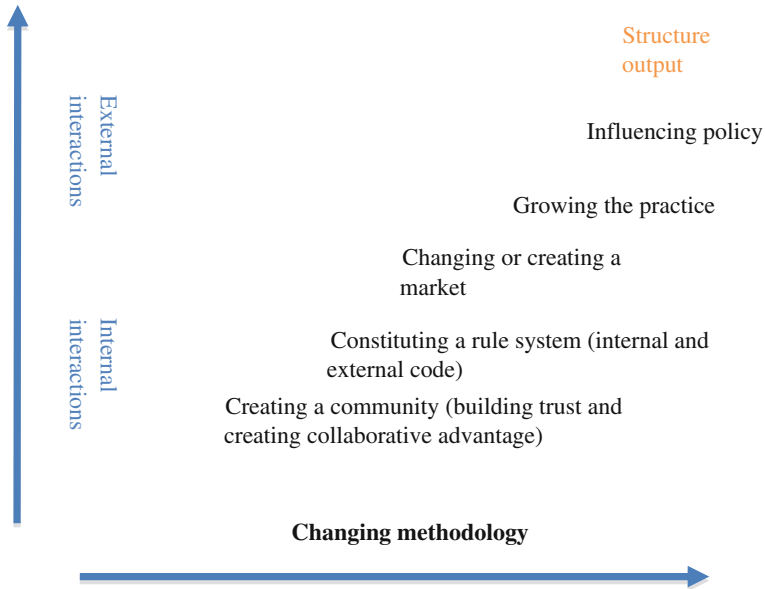 Structure
output
External
interactions
Influencing policy
Growing the practice
Changing or creating a
market
Internal
interactions
Constituting a rule system (internal and
external code)
Creating a community (building trust and
creating collaborative advantage)
Changing methodology